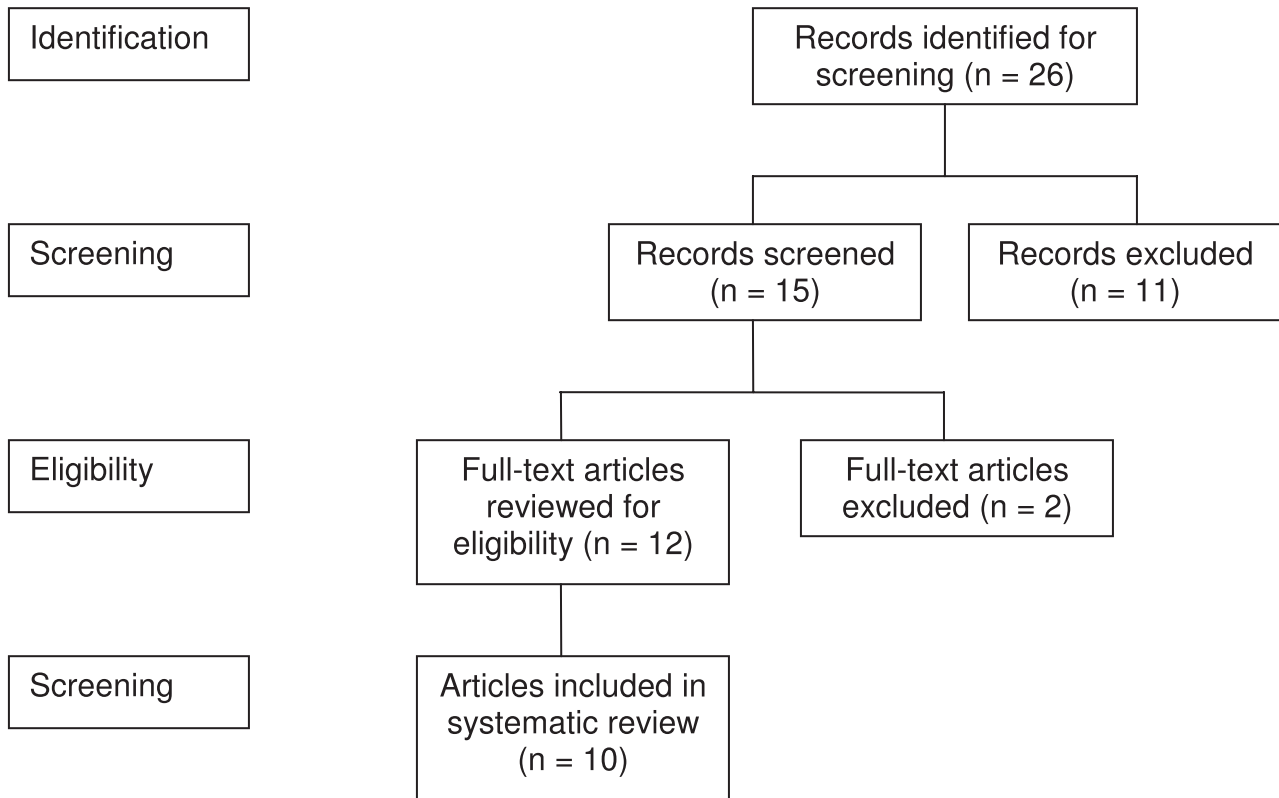 Identification
Records identified for
screening (n = 26)
Screening
Records screened
(n = 15)
Records excluded
(n = 11)
Eligibility
Full-text articles
reviewed for
eligibility (n = 12)
Full-text articles
excluded (n = 2)
Screening
Articles included in
systematic review
(n = 10)